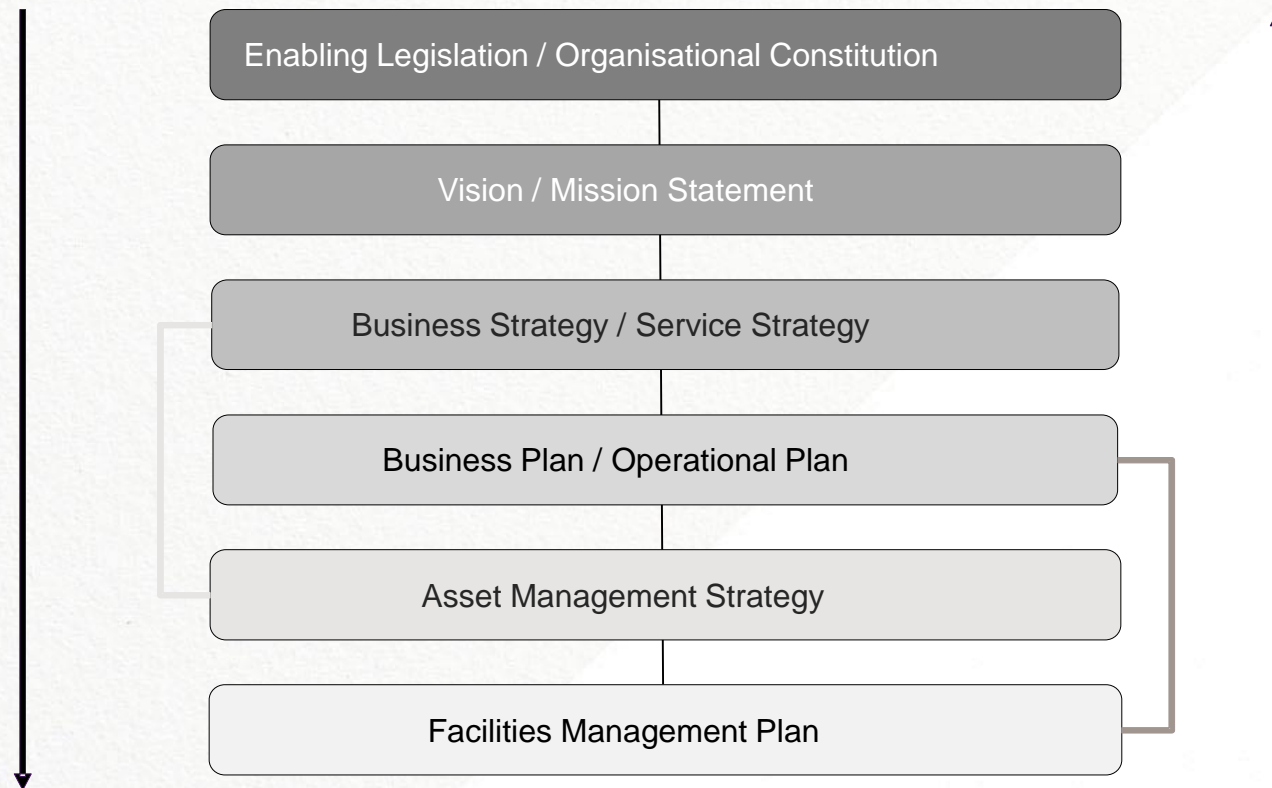 Enabling Legislation / Organisational Constitution
Vision / Mission Statement
Business Strategy / Service Strategy
Business Plan / Operational Plan
Asset Management Strategy
Facilities Management Plan